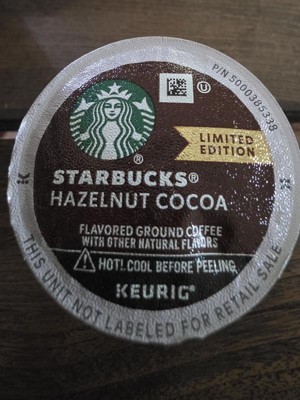 P/N 5000385338
U
LIMITED
EDITION
STARBUCKS®
HAZELNUT COCOA
FLAVORED GROUND COFFEE
WITH OTHER NATURAL FLAVORS
HOT! COOL BEFORE PEELING
KEURIG®
THIS UNIT NOT LABELED FOR RETAIL SALE